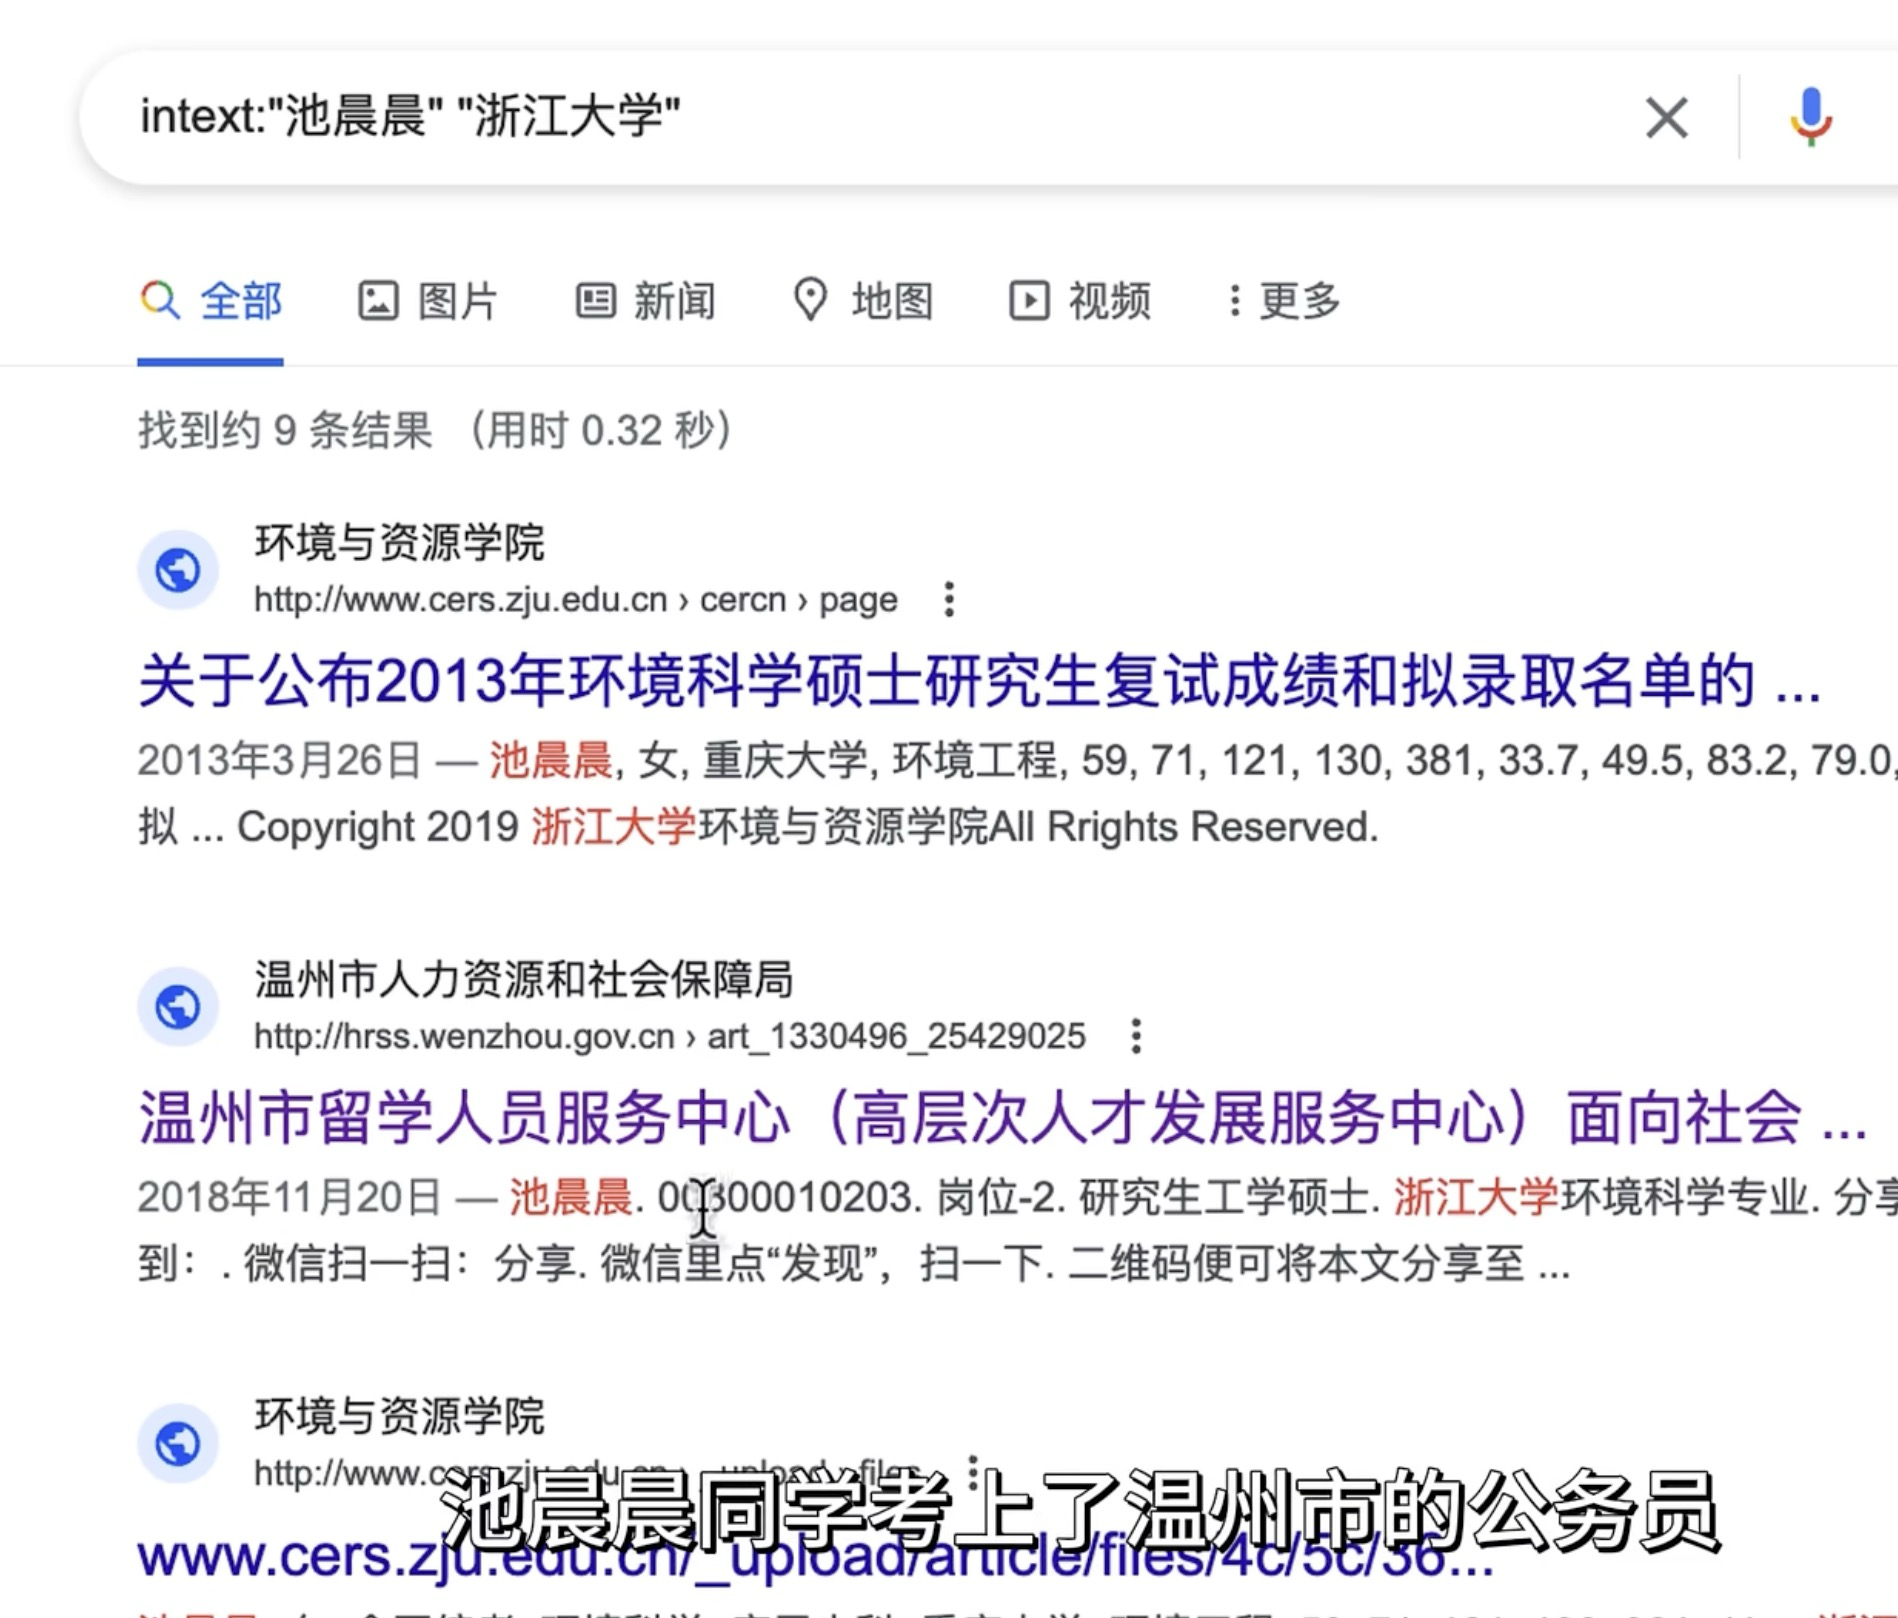 intext:"池晨晨" "浙江大学"
全部 图片 新闻 地图 视频 更多
找到约 9 条结果 （用时 0.32 秒）
环境与资源学院
http://www.cers.zju.edu.cn › cercn › page
关于公布2013年环境科学硕士研究生复试成绩和拟录取名单的 ...
2013年3月26日 — 池晨晨, 女, 重庆大学, 环境工程, 59, 71, 121, 130, 381, 33.7, 49.5, 83.2, 79.0,
拟 ... Copyright 2019 浙江大学环境与资源学院All Rrights Reserved.
温州市人力资源和社会保障局
http://hrss.wenzhou.gov.cn › art_1330496_25429025
温州市留学人员服务中心（高层次人才发展服务中心）面向社会 ...
2018年11月20日 — 池晨晨. 00300010203. 岗位-2. 研究生工学硕士. 浙江大学环境科学专业. 分享
到： . 微信扫一扫：分享. 微信里点“发现”，扫一下. 二维码便可将本文分享至 ...
环境与资源学院
http://www.cers.zju.edu.cn › _upload › files
池晨晨同学考上了温州市的公务员
www.cers.zju.edu.cn/_upload/article/files/4c/5c/36...